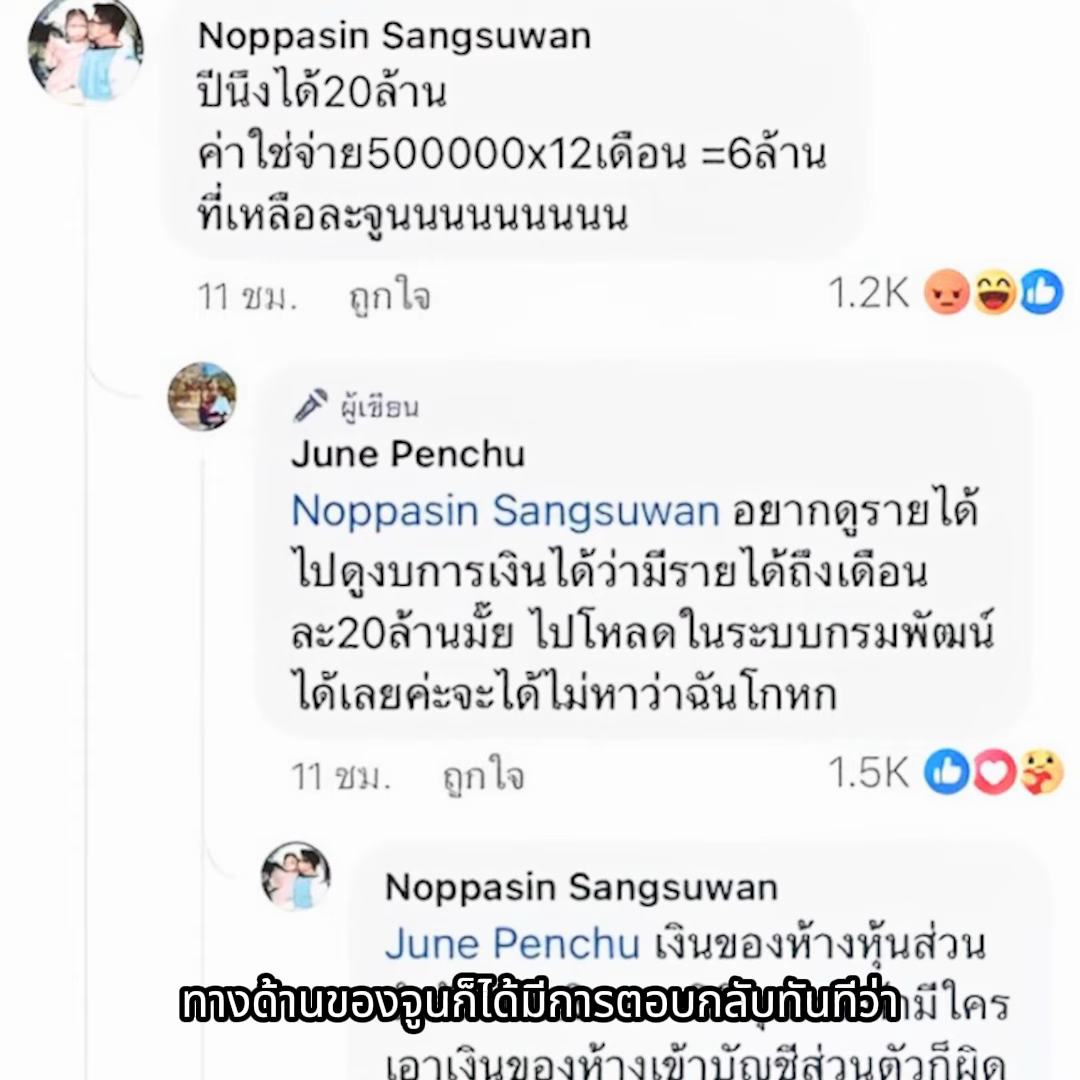 Noppasin Sangsuwan
ปีนึงได้20ล้าน
ค่าใช่จ่าย500000x12เดือน =6ล้าน
ที่เหลือละจูนนนนนนนนน
11 ชม. ถูกใจ 1.2K
ผู้เขียน
June Penchu
Noppasin Sangsuwan อยากดูรายได้
ไปดูงบการเงินได้ว่ามีรายได้ถึงเดือน
ละ20ล้านมั๊ย ไปโหลดในระบบกรมพัฒน์
ได้เลยค่ะจะได้ไม่หาว่าฉันโกหก
11 ชม. ถูกใจ 1.5K
Noppasin Sangsuwan
June Penchu เงินของห้างหุ้นส่วน
ทางด้านของจูนก็ได้มีการตอบกลับทันทีว่า
มีใคร
เอาเงินของห้างเข้าบัญชีส่วนตัวก็ผิด